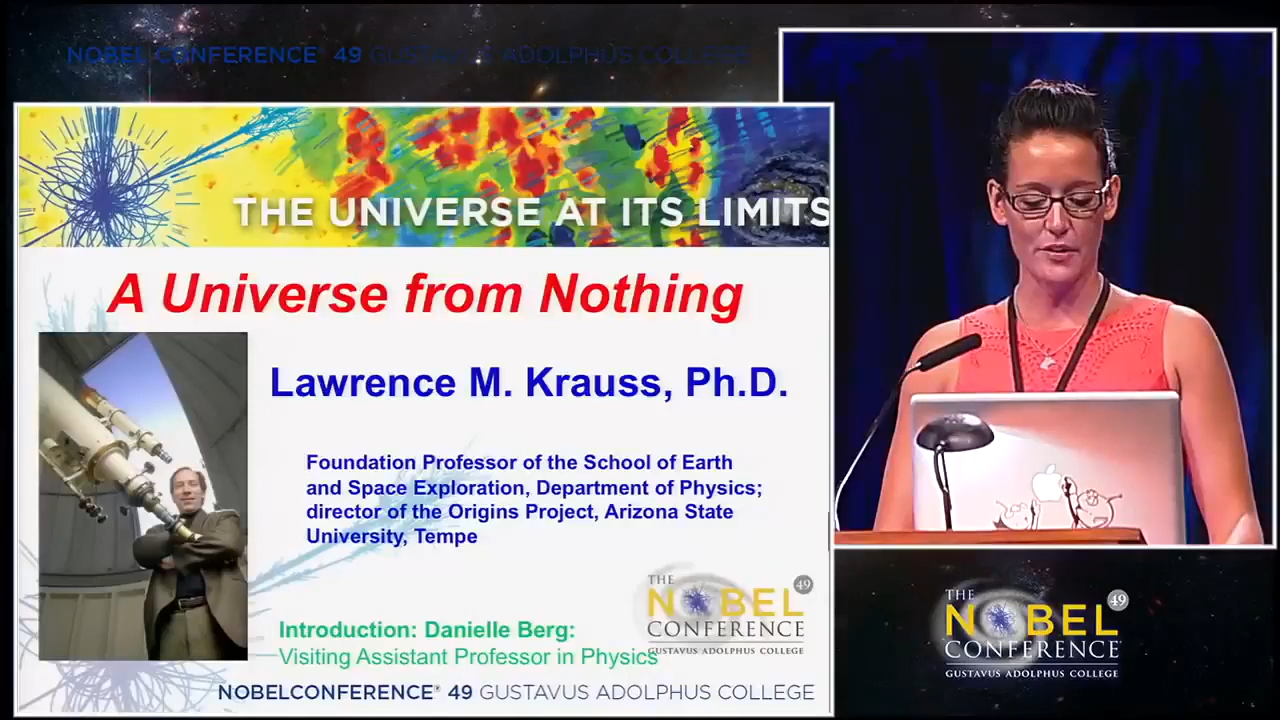 NOBEL CONFERENCE® 49 GUSTAVUS ADOLPHUS COLLEGE
THE UNIVERSE AT ITS LIMITS
A Universe from Nothing
Lawrence M. Krauss, Ph.D.
Foundation Professor of the School of Earth
and Space Exploration, Department of Physics;
director of the Origins Project, Arizona State
University, Tempe
THE
NOBEL 49
CONFERENCE
GUSTAVUS ADOLPHUS COLLEGE
Introduction: Danielle Berg:
Visiting Assistant Professor in Physics
NOBELCONFERENCE® 49 GUSTAVUS ADOLPHUS COLLEGE
THE
NOBEL 49
CONFERENCE
GUSTAVUS ADOLPHUS COLLEGE